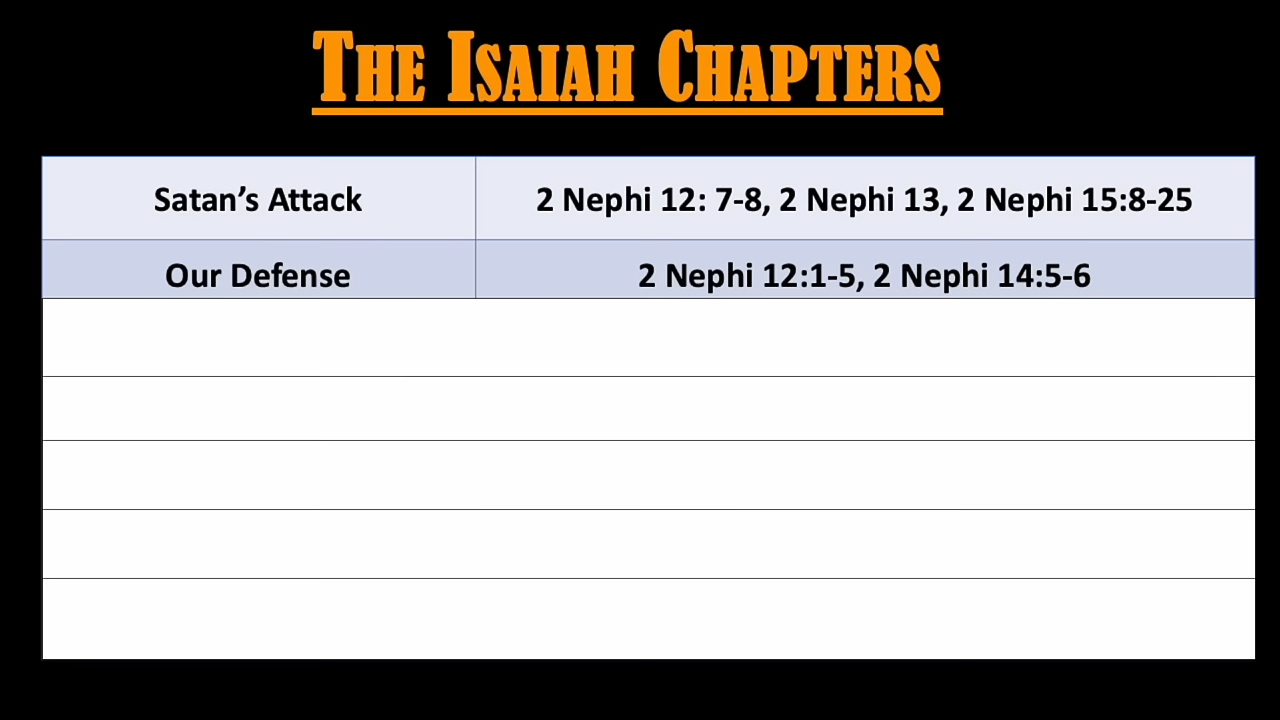 The Isaiah Chapters
Satan’s Attack
2 Nephi 12: 7-8, 2 Nephi 13, 2 Nephi 15:8-25
Our Defense
2 Nephi 12:1-5, 2 Nephi 14:5-6